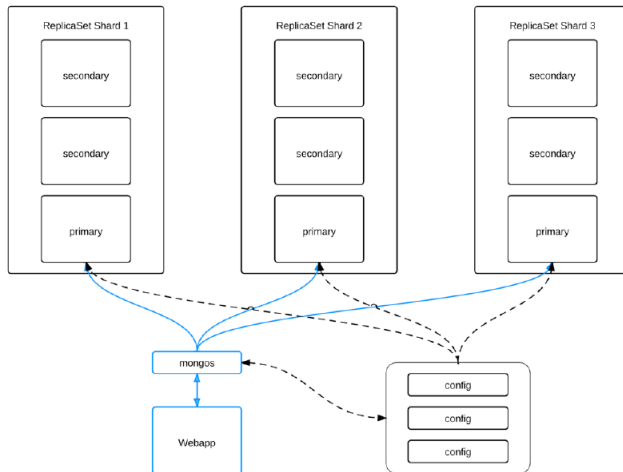 ReplicaSet Shard 1
secondary
secondary
primary
ReplicaSet Shard 2
secondary
secondary
primary
ReplicaSet Shard 3
secondary
secondary
primary
mongos
Webapp
config
config
config